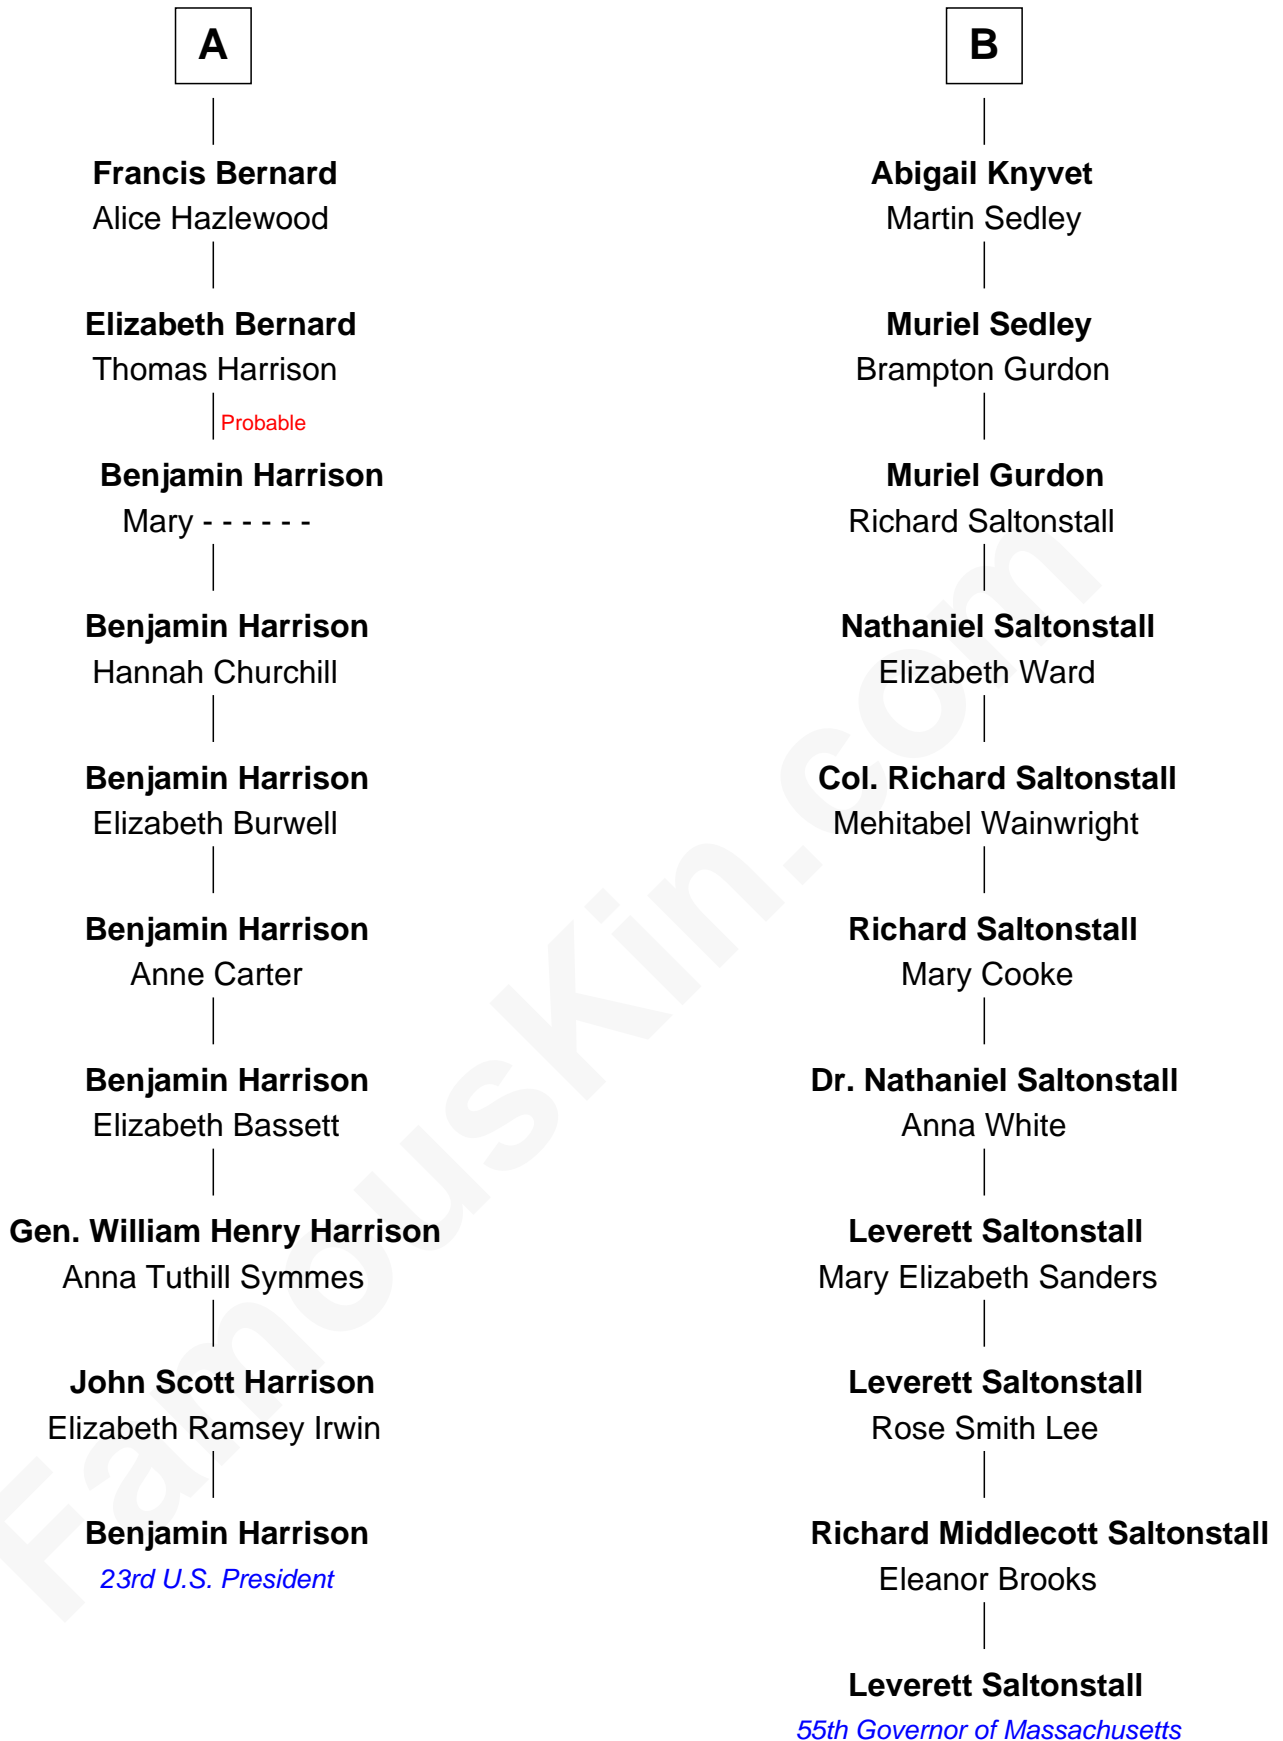 A
Francis Bernard
Alice Hazlewood
Elizabeth Bernard
Thomas Harrison
Probable
Benjamin Harrison
Mary - - - - - -
Benjamin Harrison
Hannah Churchill
Benjamin Harrison
Elizabeth Burwell
Benjamin Harrison
Anne Carter
Benjamin Harrison
Elizabeth Bassett
Gen. William Henry Harrison
Anna Tuthill Symmes
John Scott Harrison
Elizabeth Ramsey Irwin
Benjamin Harrison
23rd U.S. President
B
Abigail Knyvet
Martin Sedley
Muriel Sedley
Brampton Gurdon
Muriel Gurdon
Richard Saltonstall
Nathaniel Saltonstall
Elizabeth Ward
Col. Richard Saltonstall
Mehitabel Wainwright
Richard Saltonstall
Mary Cooke
Dr. Nathaniel Saltonstall
Anna White
Leverett Saltonstall
Mary Elizabeth Sanders
Leverett Saltonstall
Rose Smith Lee
Richard Middlecott Saltonstall
Eleanor Brooks
Leverett Saltonstall
55th Governor of Massachusetts
FamousKin.com